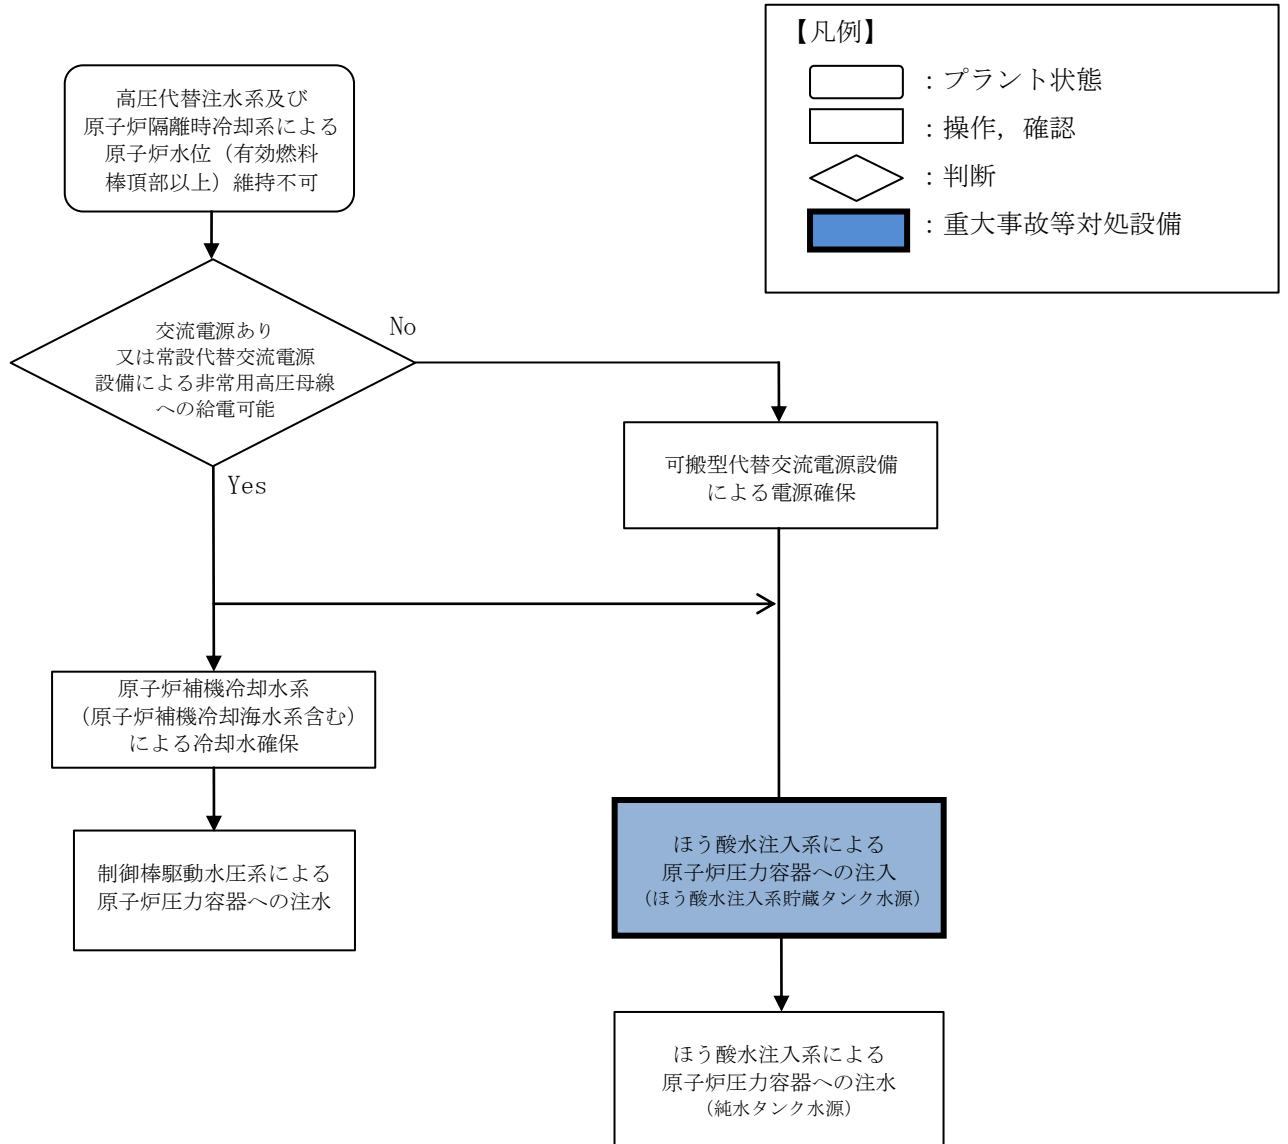 【凡例】
：プラント状態
：操作，確認
：判断
：重大事故等対処設備
高圧代替注水系及び
原子炉隔離時冷却系による
原子炉水位（有効燃料
棒頂部以上）維持不可
交流電源あり
又は常設代替交流電源
設備による非常用高圧母線
への給電可能
No
Yes
可搬型代替交流電源設備
による電源確保
原子炉補機冷却水系
（原子炉補機冷却海水系含む）
による冷却水確保
制御棒駆動水圧系による
原子炉圧力容器への注水
ほう酸水注入系による
原子炉圧力容器への注入
（ほう酸水注入系貯蔵タンク水源）
ほう酸水注入系による
原子炉圧力容器への注水
（純水タンク水源）